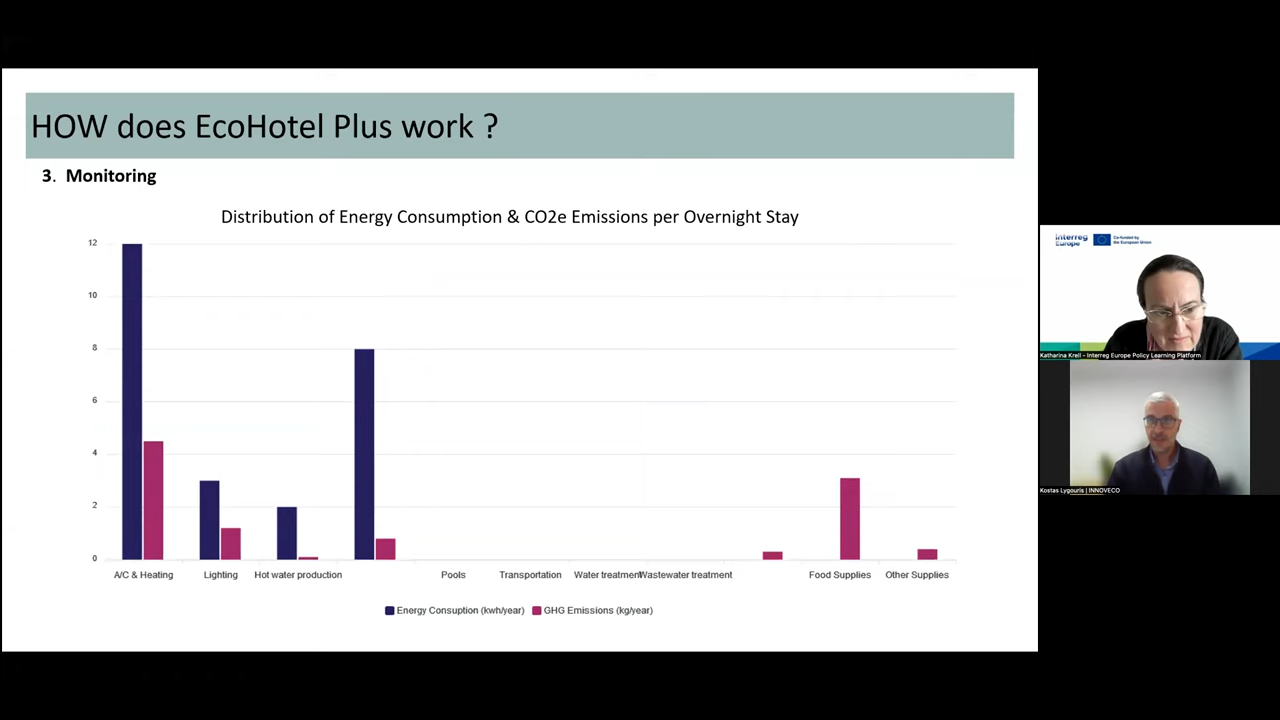 HOW does EcoHotel Plus work ?
3. Monitoring
Distribution of Energy Consumption & CO2e Emissions per Overnight Stay
12
10
8
6
4
2
0
A/C & Heating
Lighting
Hot water production
Pools
Transportation
Water treatment
Wastewater treatment
Food Supplies
Other Supplies
Energy Consuption (kwh/year)
GHG Emissions (kg/year)
Interreg
Europe
Co-funded by
the European Union
Katharina Krell – Interreg Europe Policy Learning Platform
Kostas Lygouris | INNOVECO